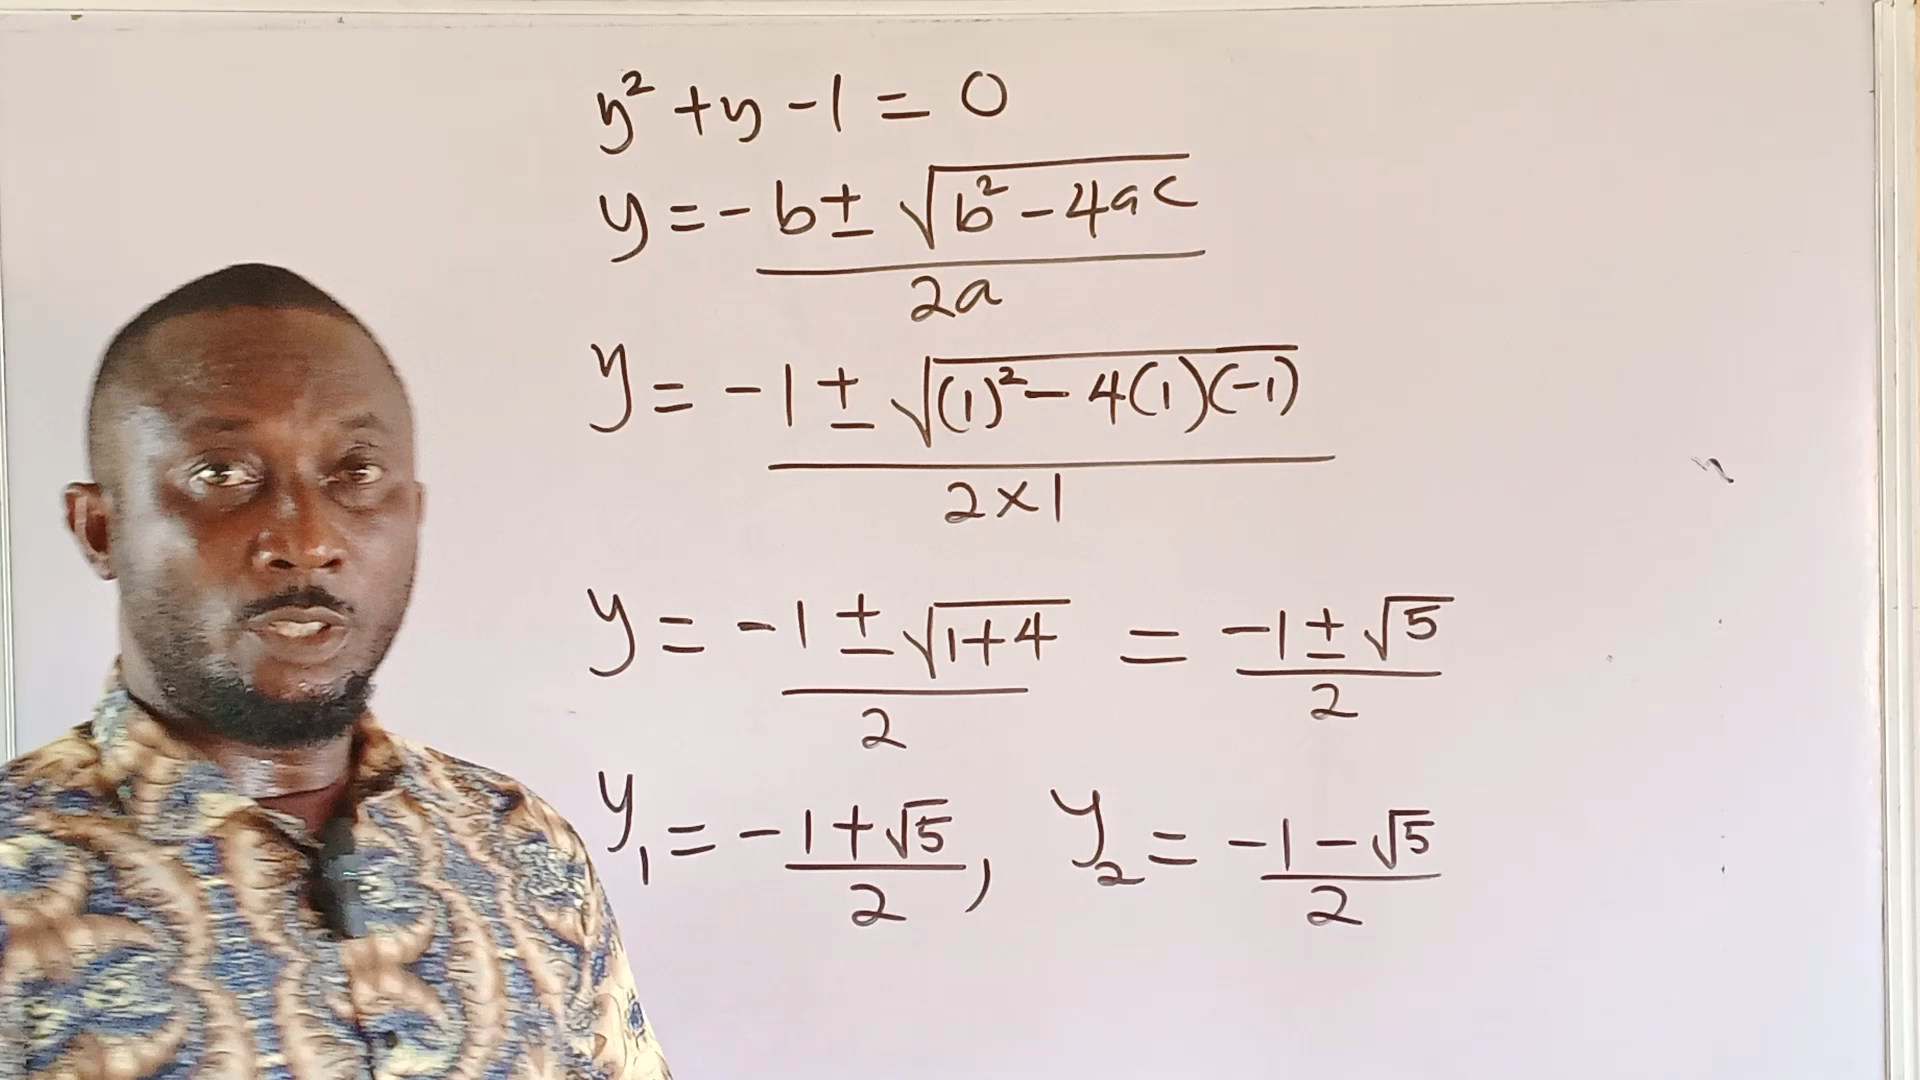 y² + y - 1 = 0
y = -b ± √(b² - 4ac) / 2a
y = -1 ± √((1)² - 4(1)(-1)) / 2×1
y = -1 ± √(1+4) / 2 = -1 ± √5 / 2
y₁ = -1 + √5 / 2, y₂ = -1 - √5 / 2